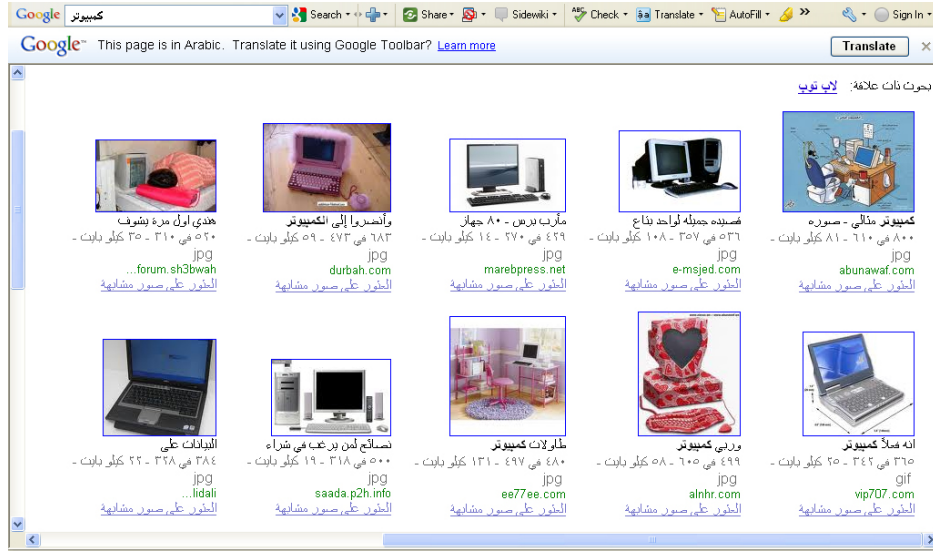 Google كمبيوتر Search Share Sidewiki Check Translate AutoFill Sign In
Google This page is in Arabic. Translate it using Google Toolbar? Learn more Translate
بحوث ذات علاقة: لاب توب
كمبيوتر مثالي - صوره
٨٠٠ في ٦١٠ - ٨١ كيلو بايت -
jpg
abunawaf.com
العثور على صور مشابهة
قصيده جميله لواحد بتاع
٥٣٦ في ٣٥٧ - ١٠٨ كيلو بايت -
jpg
e-msjed.com
العثور على صور مشابهة
مأرب برس - ٨٠ جهاز
٤٢٩ في ٢٧٠ - ١٤ كيلو بايت -
jpg
marebpress.net
العثور على صور مشابهة
وأنضروا إلى الكمبيوتر
٦٨٣ في ٤٧٣ - ٥٩ كيلو بايت -
jpg
durbah.com
العثور على صور مشابهة
هندي اول مرة يشوف
٥٢٠ في ٣١٠ - ٣٥ كيلو بايت -
jpg
forum.sh3bwah...
العثور على صور مشابهة
انه فعلاً كمبيوتر
٣٦٥ في ٣٤٢ - ٢٥ كيلو بايت -
gif
vip707.com
العثور على صور مشابهة
وربي كمبيوتر
٤٩٩ في ٦٠٥ - ٥٨ كيلو بايت -
jpg
alnhr.com
العثور على صور مشابهة
طاولات كمبيوتر
٤٨٠ في ٤٩٧ - ١٣١ كيلو بايت -
jpg
ee77ee.com
العثور على صور مشابهة
نصائح لمن يرغب في شراء
٥٠٠ في ٣١٨ - ١٩ كيلو بايت -
jpg
saada.p2h.info
العثور على صور مشابهة
البيانات على
٣٨٤ في ٣٢٨ - ٢٢ كيلو بايت -
jpg
lidali...
العثور على صور مشابهة